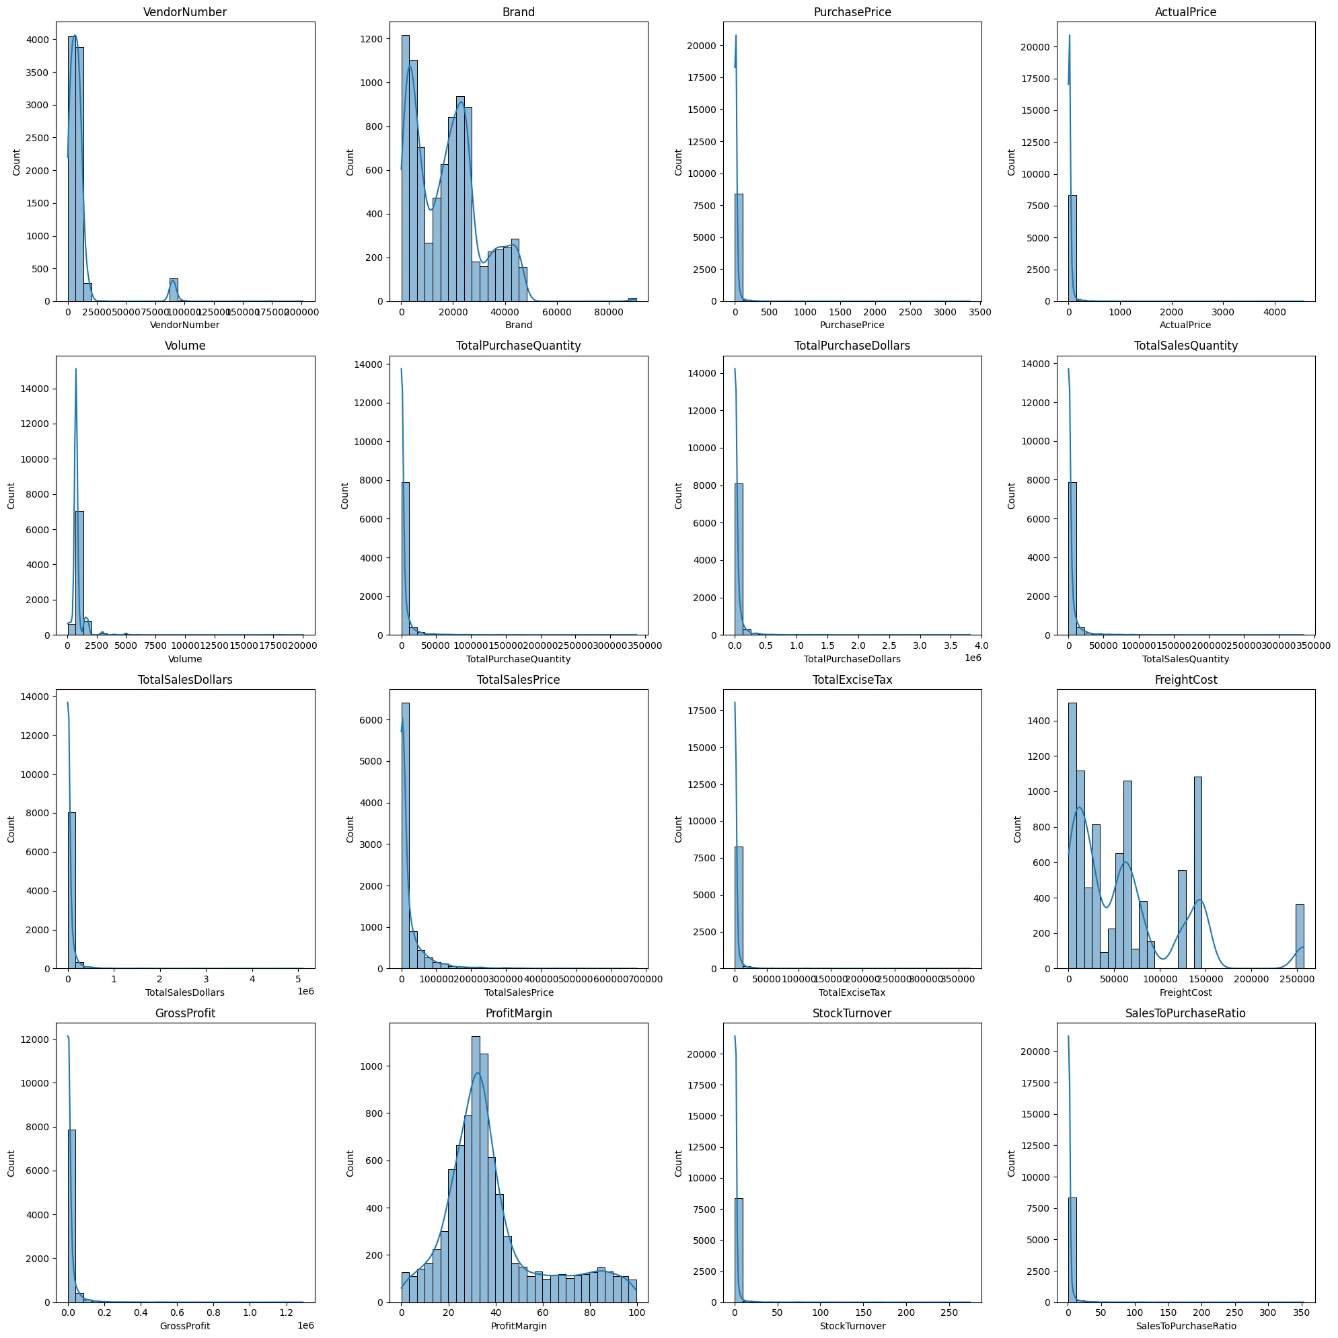 VendorNumber
4000
3500
3000
2500
2000
1500
1000
500
0
Count
0 25000 50000 75000 100000 125000 150000 175000 200000
VendorNumber
Brand
1200
1000
800
600
400
200
0
Count
0 20000 40000 60000 80000
Brand
PurchasePrice
20000
17500
15000
12500
10000
7500
5000
2500
0
Count
0 500 1000 1500 2000 2500 3000 3500
PurchasePrice
ActualPrice
20000
17500
15000
12500
10000
7500
5000
2500
0
Count
0 1000 2000 3000 4000
ActualPrice
Volume
14000
12000
10000
8000
6000
4000
2000
0
Count
0 2500 5000 7500 10000 12500 15000 17500 20000
Volume
TotalPurchaseQuantity
14000
12000
10000
8000
6000
4000
2000
0
Count
0 50000 100000 150000 200000 250000 300000 350000
TotalPurchaseQuantity
TotalPurchaseDollars
14000
12000
10000
8000
6000
4000
2000
0
Count
0.0 0.5 1.0 1.5 2.0 2.5 3.0 3.5 4.0
TotalPurchaseDollars
1e6
TotalSalesQuantity
14000
12000
10000
8000
6000
4000
2000
0
Count
0 50000 100000 150000 200000 250000 300000 350000
TotalSalesQuantity
TotalSalesDollars
14000
12000
10000
8000
6000
4000
2000
0
Count
0 1 2 3 4 5
TotalSalesDollars
1e6
TotalSalesPrice
6000
5000
4000
3000
2000
1000
0
Count
0 100000 200000 300000 400000 500000 600000 700000
TotalSalesPrice
TotalExciseTax
17500
15000
12500
10000
7500
5000
2500
0
Count
0 50000 100000 150000 200000 250000 300000 350000
TotalExciseTax
FreightCost
1400
1200
1000
800
600
400
200
0
Count
0 50000 100000 150000 200000 250000
FreightCost
GrossProfit
12000
10000
8000
6000
4000
2000
0
Count
0.0 0.2 0.4 0.6 0.8 1.0 1.2
GrossProfit
1e6
ProfitMargin
1000
800
600
400
200
0
Count
0 20 40 60 80 100
ProfitMargin
StockTurnover
20000
17500
15000
12500
10000
7500
5000
2500
0
Count
0 50 100 150 200 250
StockTurnover
SalesToPurchaseRatio
20000
17500
15000
12500
10000
7500
5000
2500
0
Count
0 50 100 150 200 250 300 350
SalesToPurchaseRatio